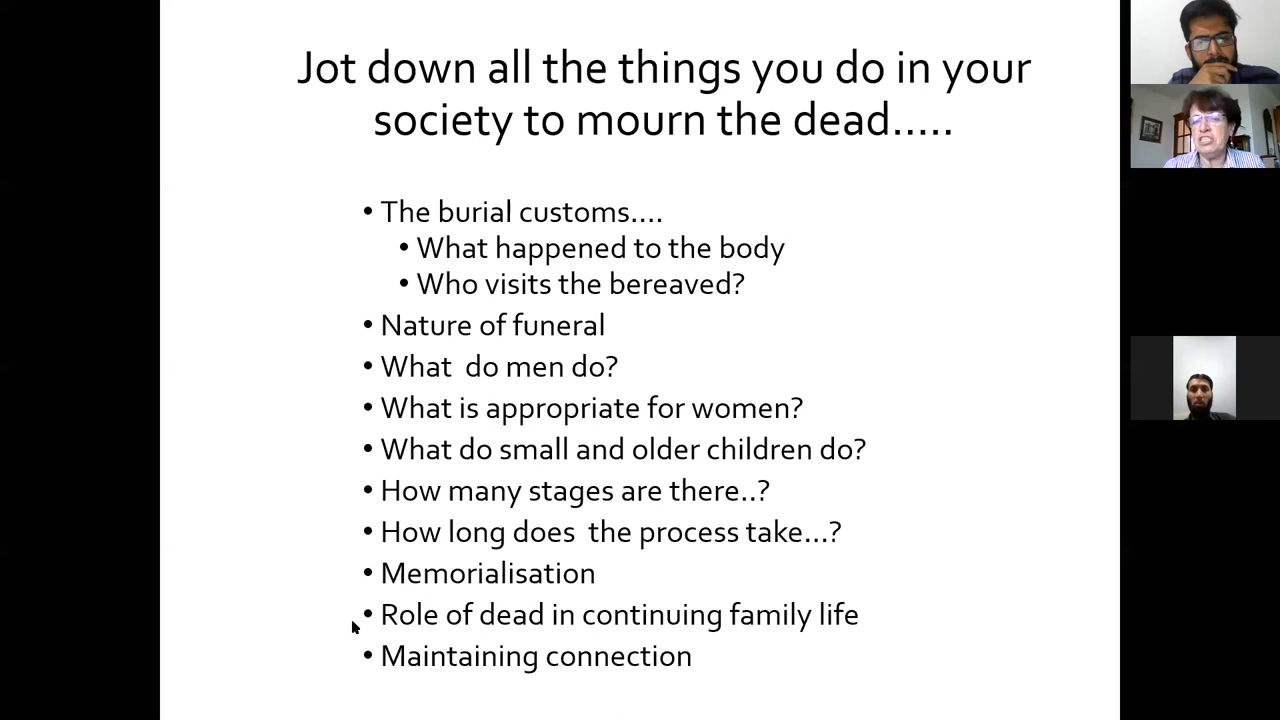 Jot down all the things you do in your
society to mourn the dead.....
• The burial customs....
• What happened to the body
• Who visits the bereaved?
• Nature of funeral
• What  do men do?
• What is appropriate for women?
• What do small and older children do?
• How many stages are there..?
• How long does  the process take...?
• Memorialisation
• Role of dead in continuing family life
• Maintaining connection